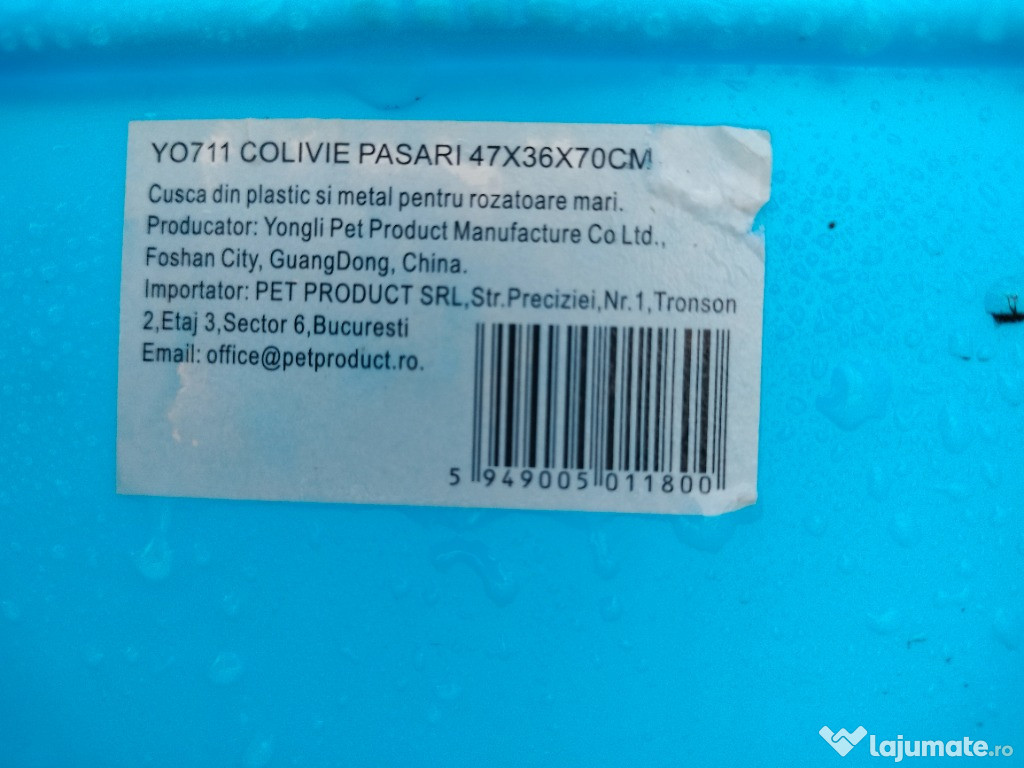 YO711 COLIVIE PASARI 47X36X70CM
Cusca din plastic si metal pentru rozatoare mari.
Producator: Yongli Pet Product Manufacture Co Ltd.,
Foshan City, GuangDong, China.
Importator: PET PRODUCT SRL,Str.Preciziei,Nr.1,Tronson
2,Etaj 3,Sector 6,Bucuresti
Email: office@petproduct.ro.
5 949005 011800
lajumate.ro